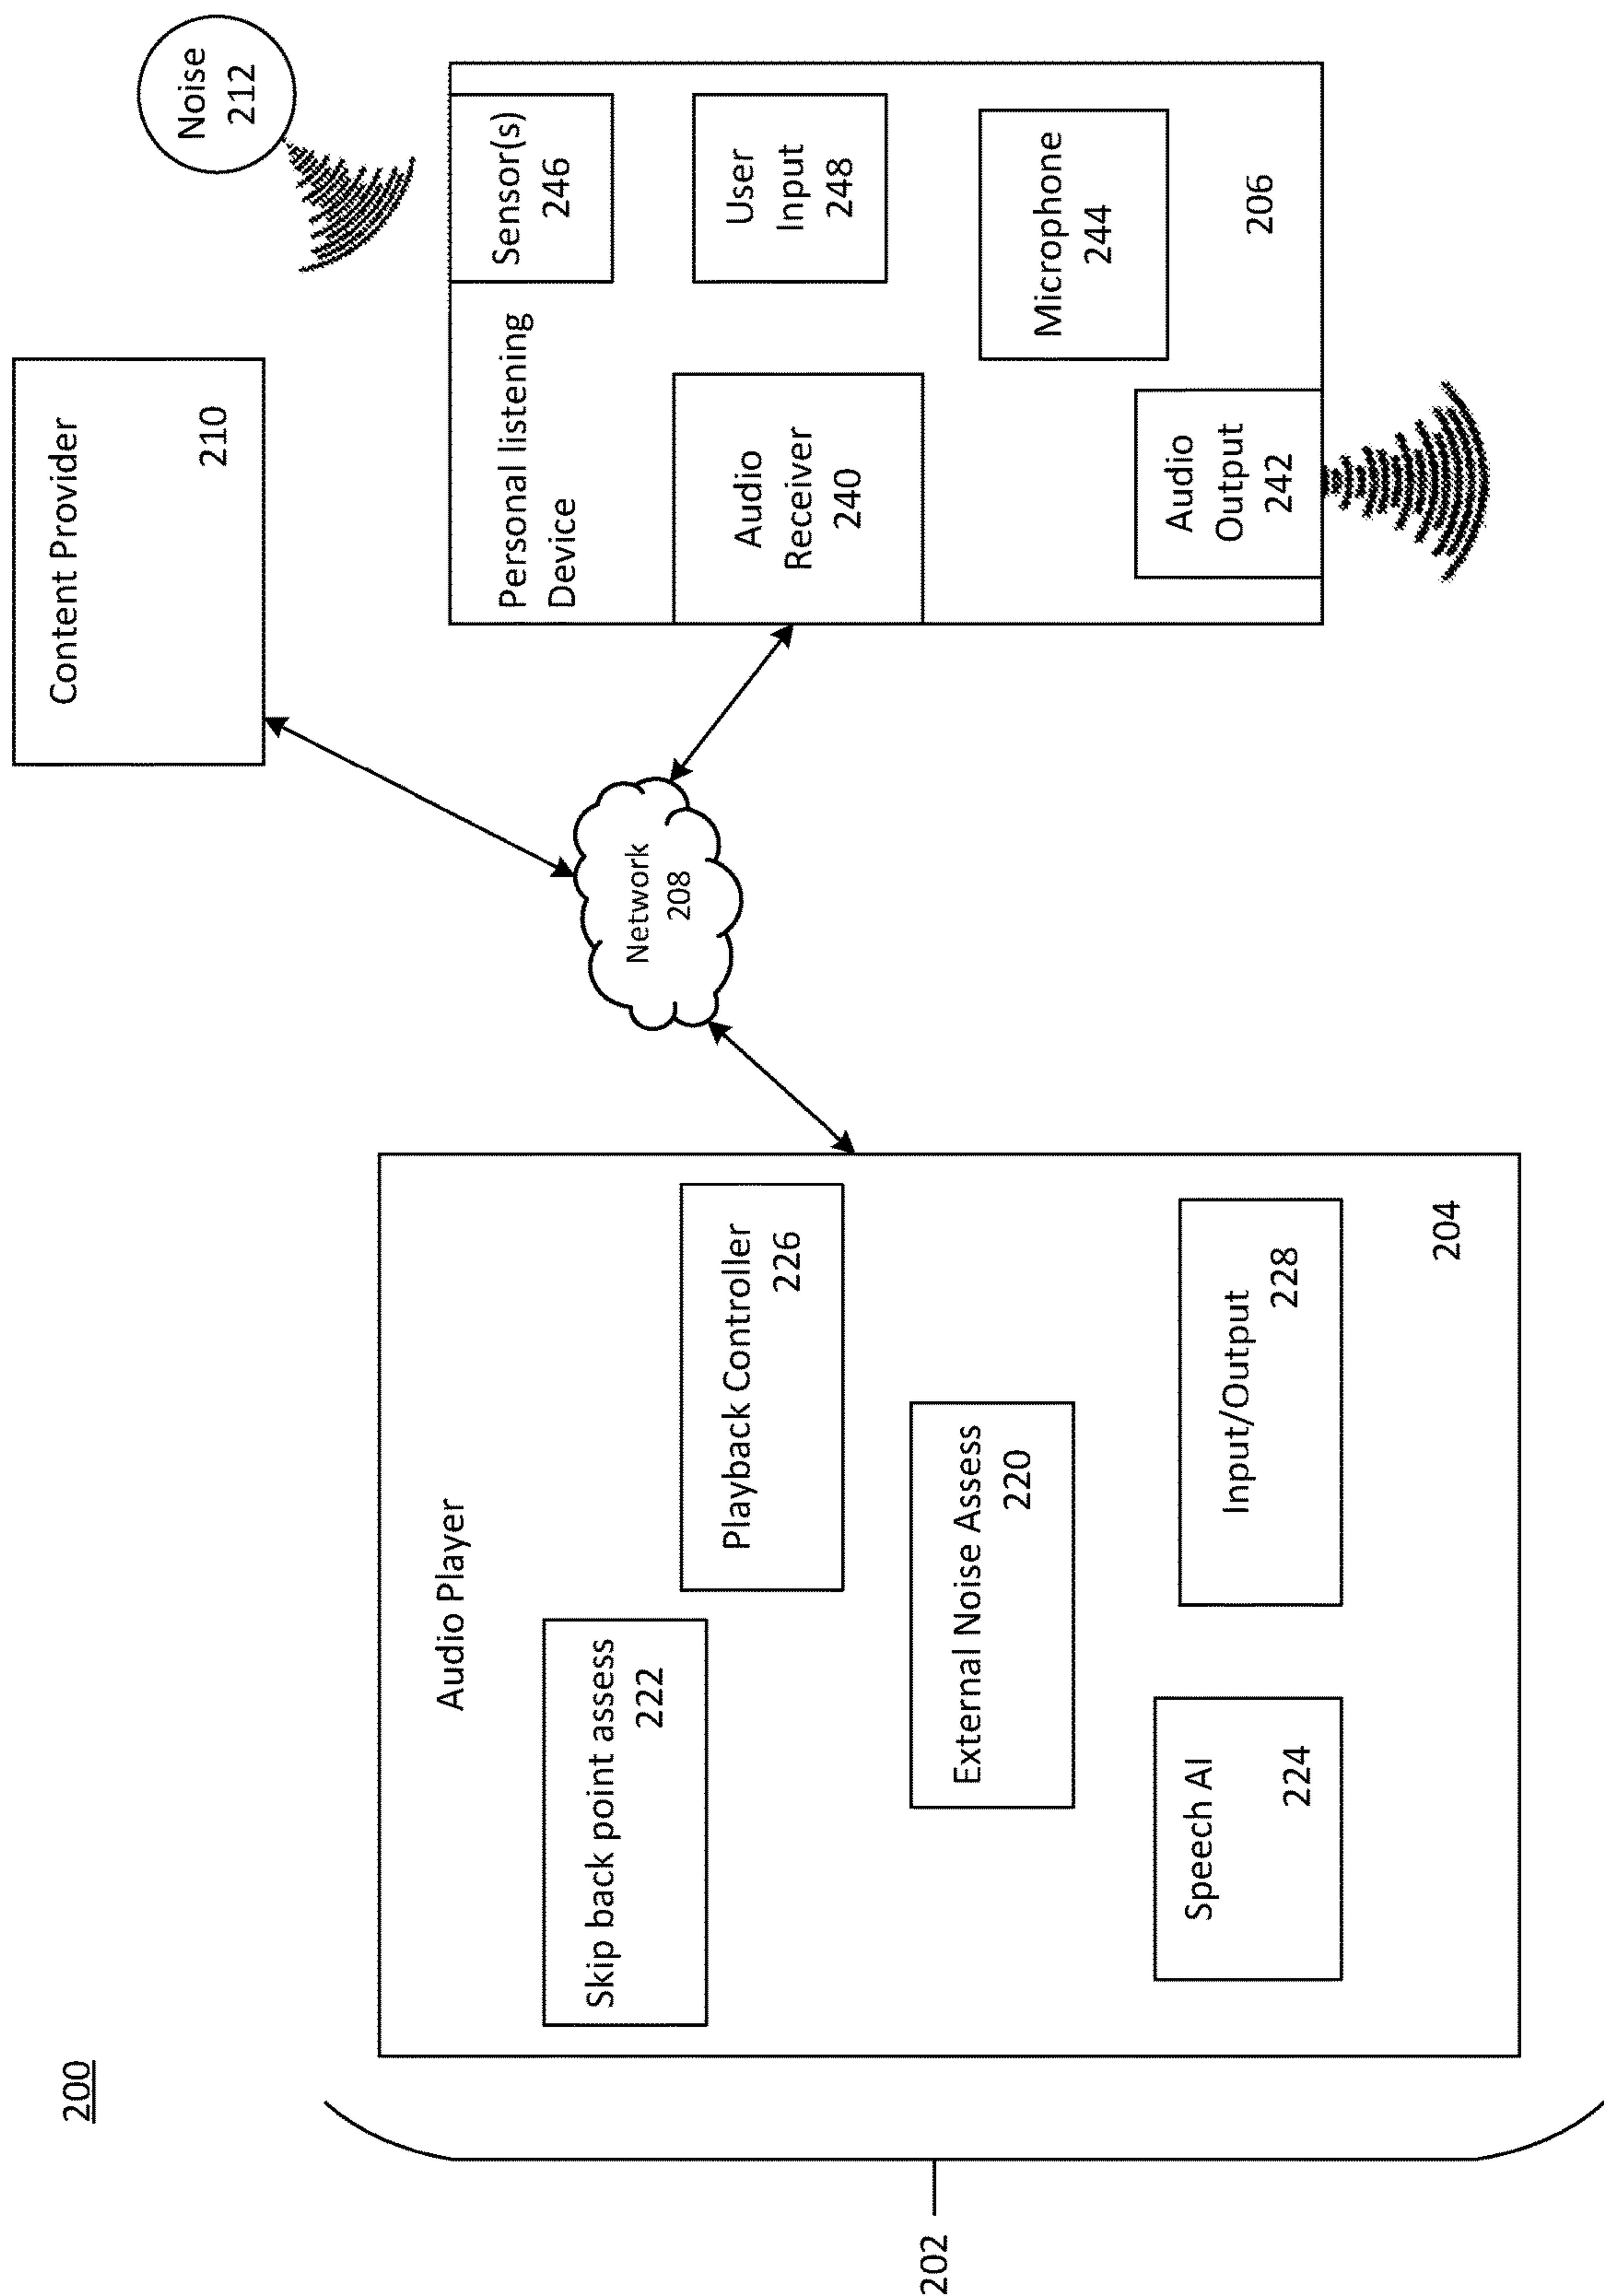 200
202
Audio Player
Skip back point assess
222
Playback Controller
226
External Noise Assess
220
Speech AI
224
Input/Output
228
204
Network
208
Content Provider
210
Noise
212
Personal listening
Device
Sensor(s)
246
Audio
Receiver
240
User
Input
248
Microphone
244
Audio
Output
242
206